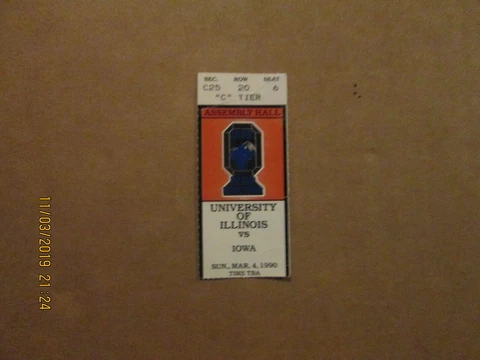 SEC. ROW SEAT
C25 20 6
"C" TIER
ASSEMBLY HALL
UNIVERSITY
OF
ILLINOIS
VS
IOWA
SUN., MAR. 4, 1990
TIME TBA
11/03/2019 21:24